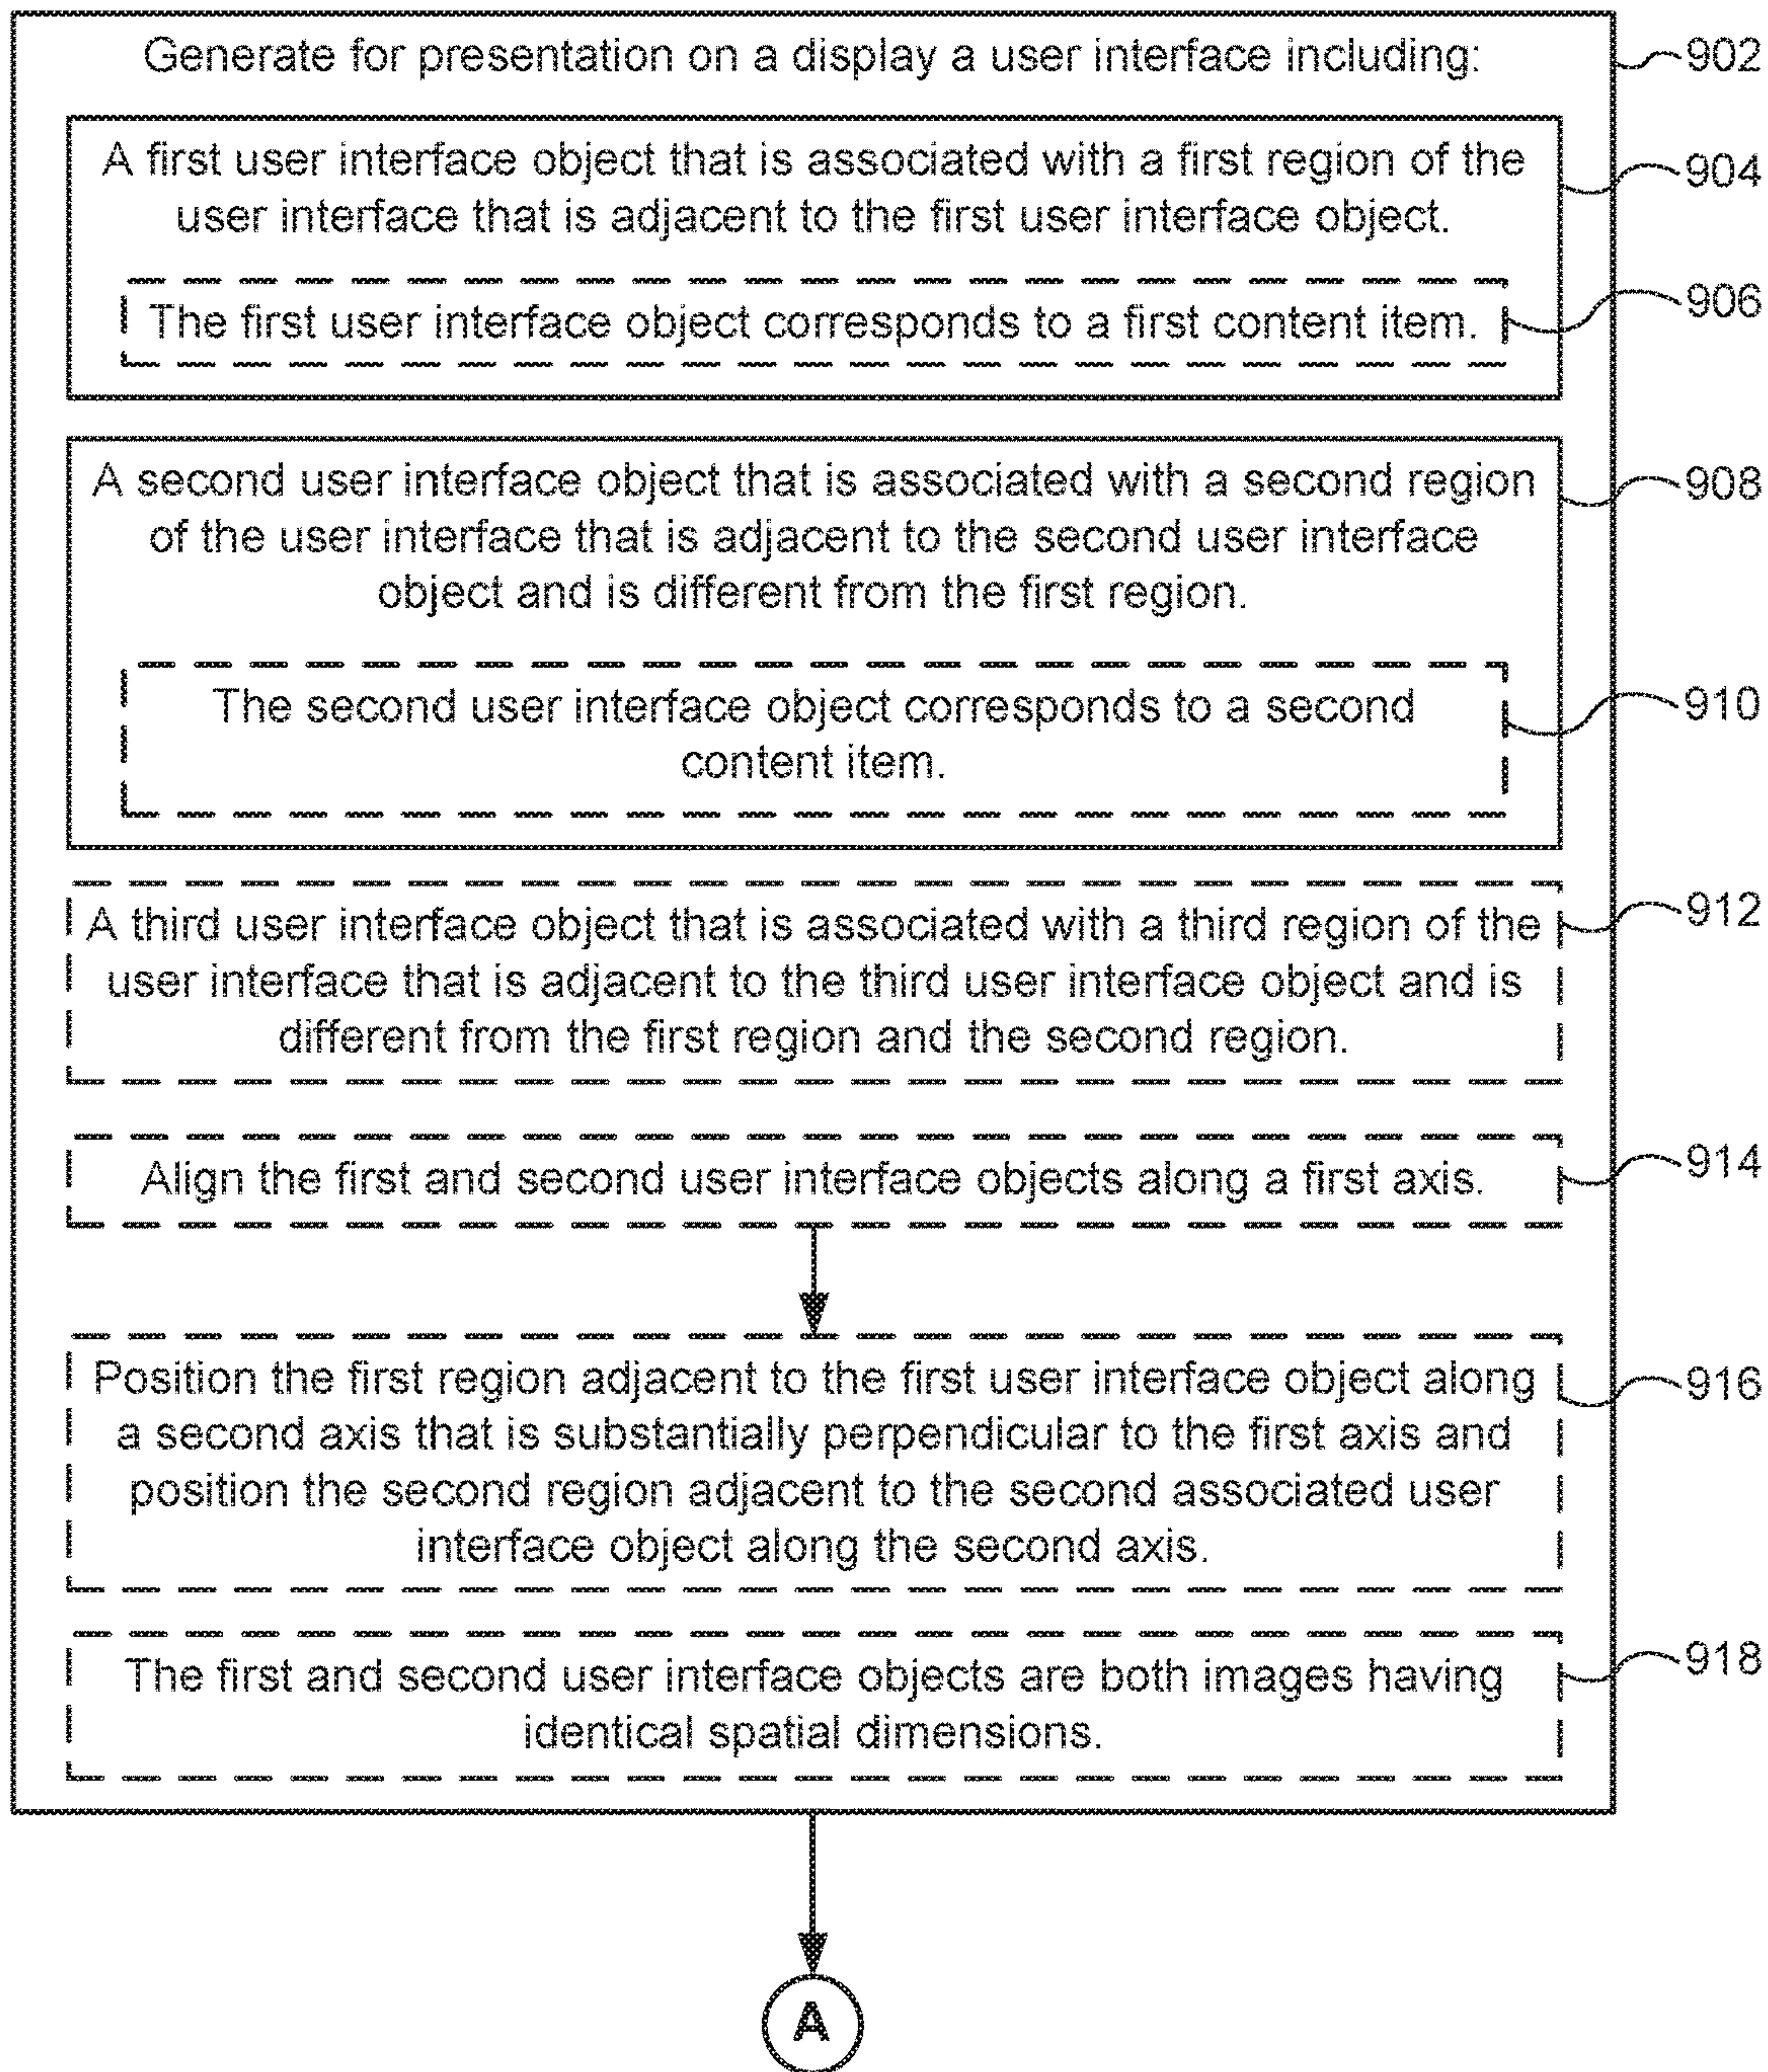 Generate for presentation on a display a user interface including:
902
A first user interface object that is associated with a first region of the
user interface that is adjacent to the first user interface object.
904
The first user interface object corresponds to a first content item.
906
A second user interface object that is associated with a second region
of the user interface that is adjacent to the second user interface
object and is different from the first region.
908
The second user interface object corresponds to a second
content item.
910
A third user interface object that is associated with a third region of the
user interface that is adjacent to the third user interface object and is
different from the first region and the second region.
912
Align the first and second user interface objects along a first axis.
914
Position the first region adjacent to the first user interface object along
a second axis that is substantially perpendicular to the first axis and
position the second region adjacent to the second associated user
interface object along the second axis.
916
The first and second user interface objects are both images having
identical spatial dimensions.
918
A